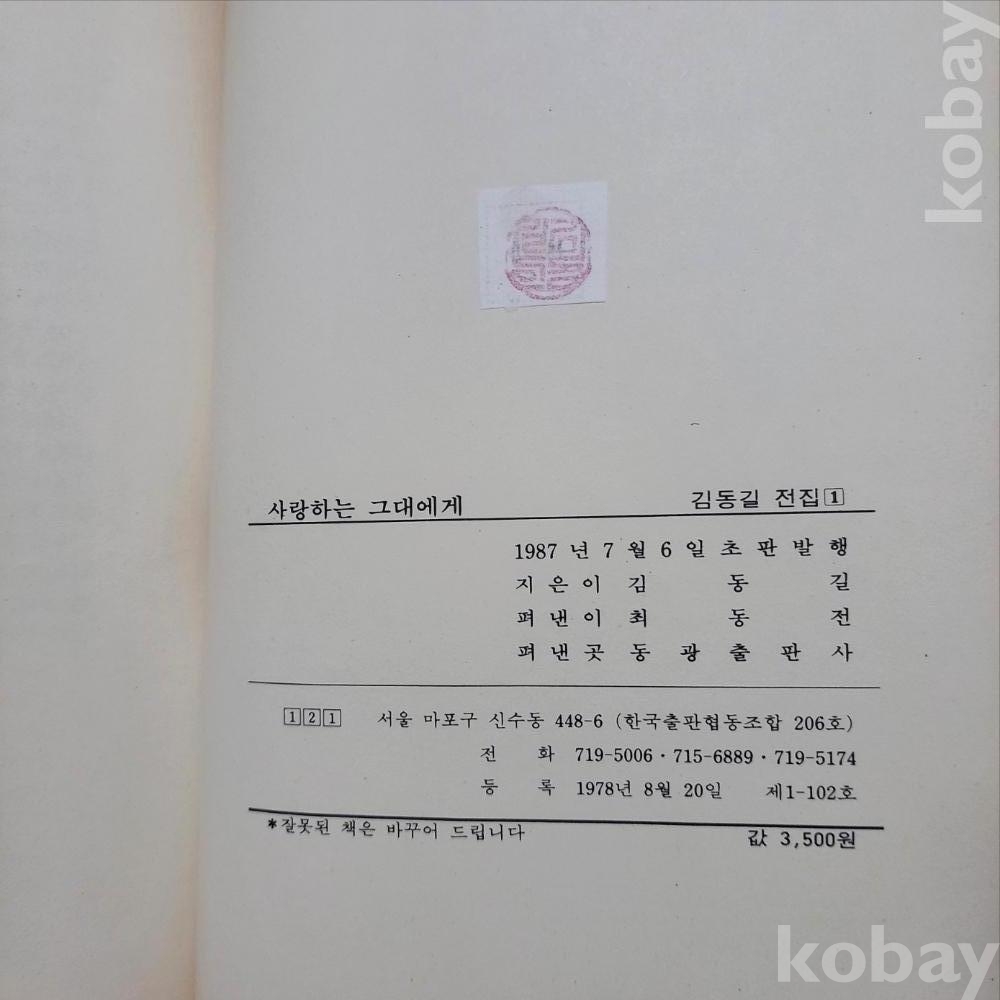 kobay
사랑하는 그대에게 김동길 전집 1
1987 년 7 월 6 일 초 판 발 행
지 은 이 김 동 길
펴 낸 이 최 동 전
펴 낸 곳 동 광 출 판 사
1 2 1 서울 마포구 신수동 448-6 (한국출판협동조합 206호)
전 화 719-5006 · 715-6889 · 719-5174
등 록 1978년 8월 20일 제1-102호
*잘못된 책은 바꾸어 드립니다 값 3,500원
kobay